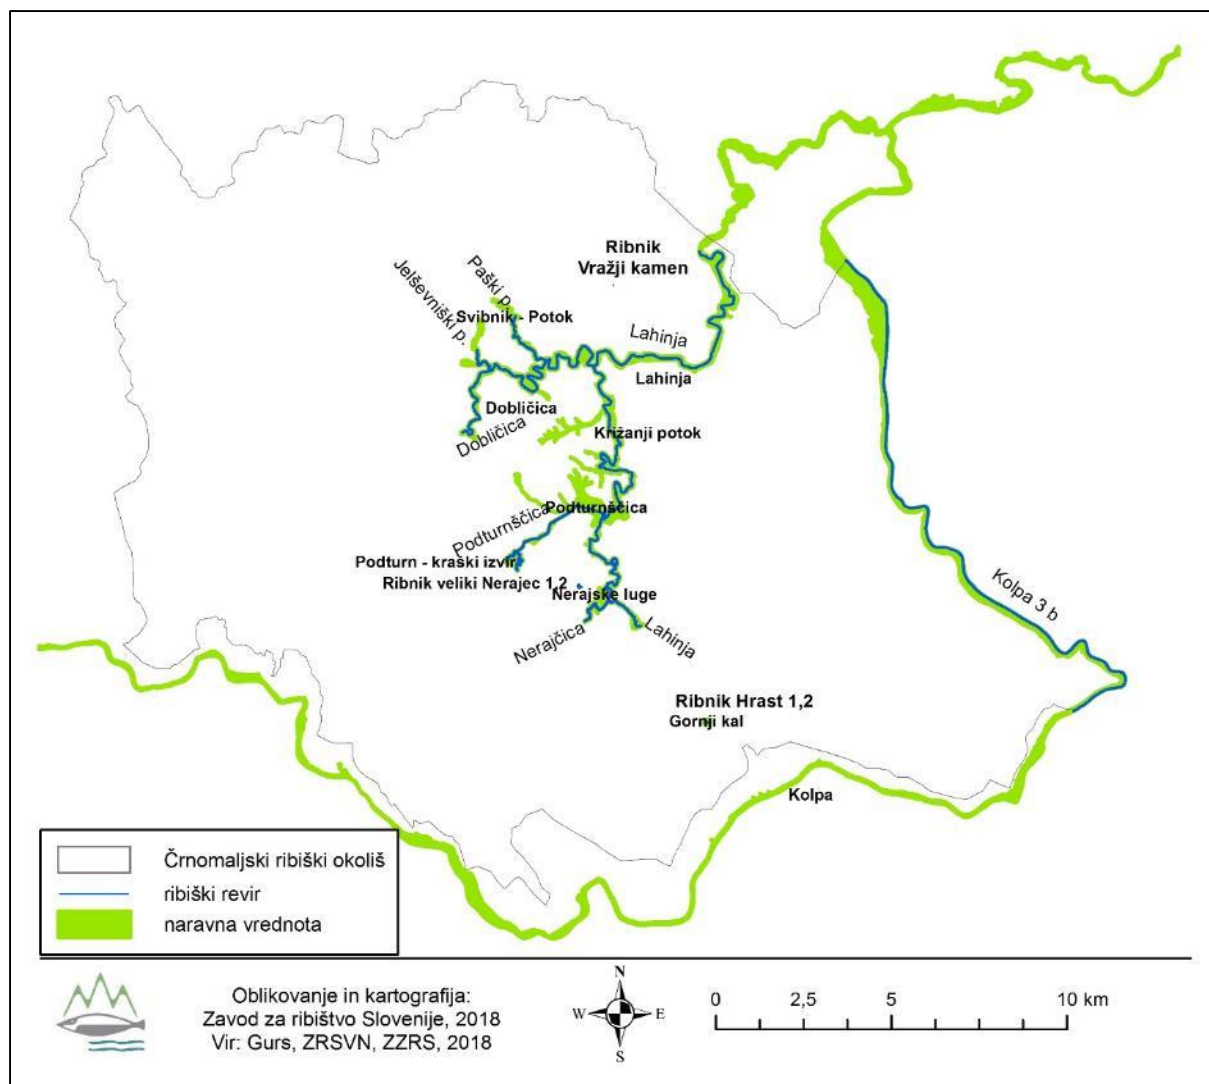 Ribnik
Vražji kamen
Paški p.
Jelševniški p.
Svibnik - Potok
Lahinja
Lahinja
Dobličica
Dobličica
Križanji potok
Podturnščica
Podturnščica
Podturn - kraški izvir
Ribnik veliki Nerajec 1,2
Nerajske luge
Nerajčica
Lahinja
Kolpa 3 b
Ribnik Hrast 1,2
Gornji kal
Kolpa
Črnomaljski ribiški okoliš
ribiški revir
naravna vrednota
Oblikovanje in kartografija:
Zavod za ribištvo Slovenije, 2018
Vir: Gurs, ZRSVN, ZZRS, 2018
N
W E
S
0 2,5 5 10 km